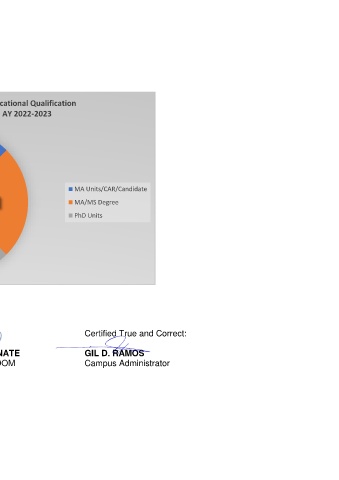 cational Qualification
AY 2022-2023
MA Units/CAR/Candidate
MA/MS Degree
PhD Units
Certified True and Correct:
NATE
GIL D. RAMOS
OOM
Campus Administrator